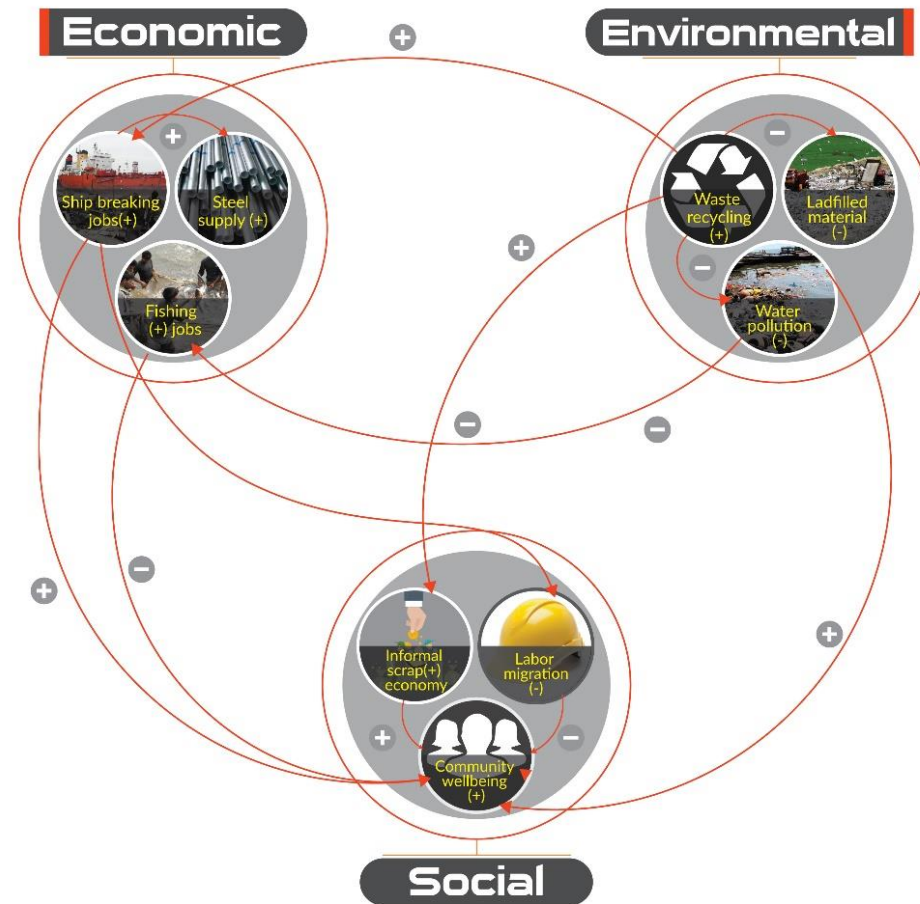 Economic
Environmental
+
Ship breaking
jobs(+)
+
Steel
supply (+)
Fishing
(+) jobs
Waste
recycling
(+)
−
Ladfilled
material
(-)
−
Water
pollution
(-)
+
−
−
+
−
+
Informal
scrap(+)
economy
Labor
migration
(-)
+
−
Community
wellbeing
(+)
Social